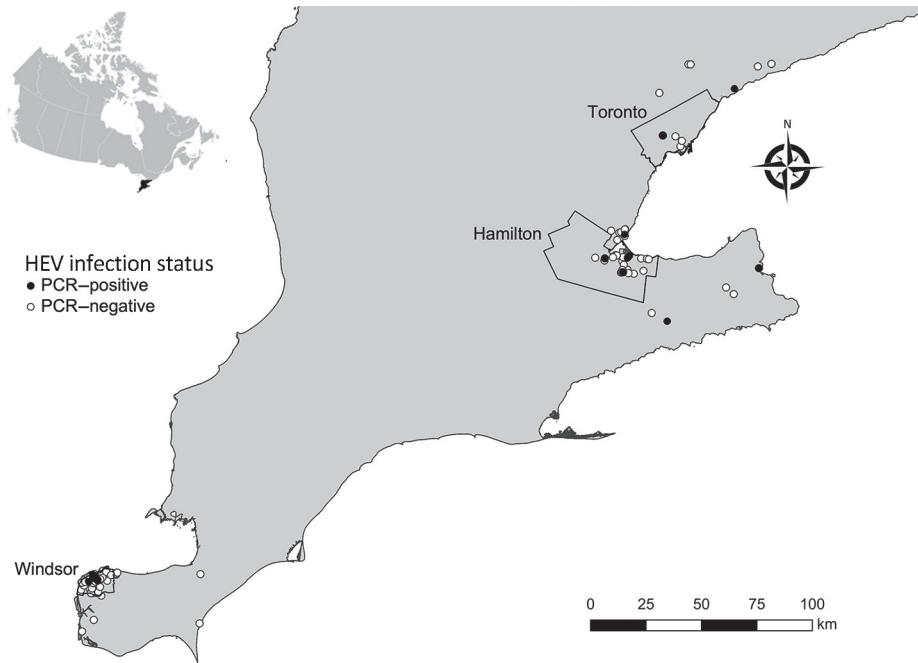 Toronto
N
Hamilton
HEV infection status
PCR–positive
PCR–negative
Windsor
0 25 50 75 100
km